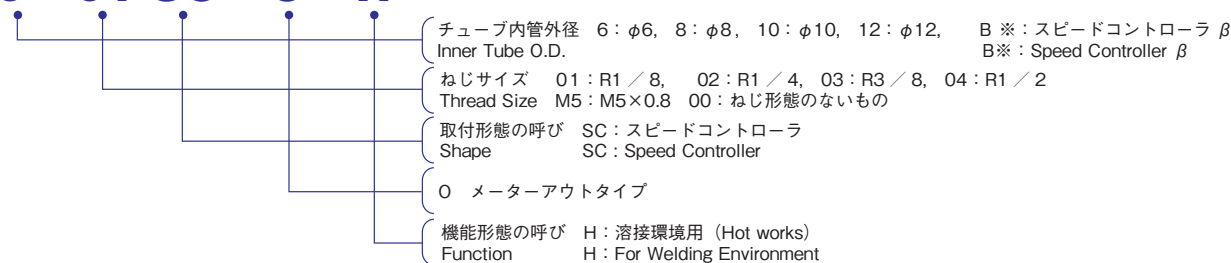 チューブ内管外径 6：φ6， 8：φ8， 10：φ10， 12：φ12， B ※：スピードコントローラ β
Inner Tube O.D. B※：Speed Controller β
ねじサイズ 01：R1 ／ 8， 02：R1 ／ 4， 03：R3 ／ 8， 04：R1 ／ 2
Thread Size M5：M5×0.8 00：ねじ形態のないもの
取付形態の呼び SC：スピードコントローラ
Shape SC：Speed Controller
O メーターアウトタイプ
機能形態の呼び H：溶接環境用（Hot works）
Function H：For Welding Environment